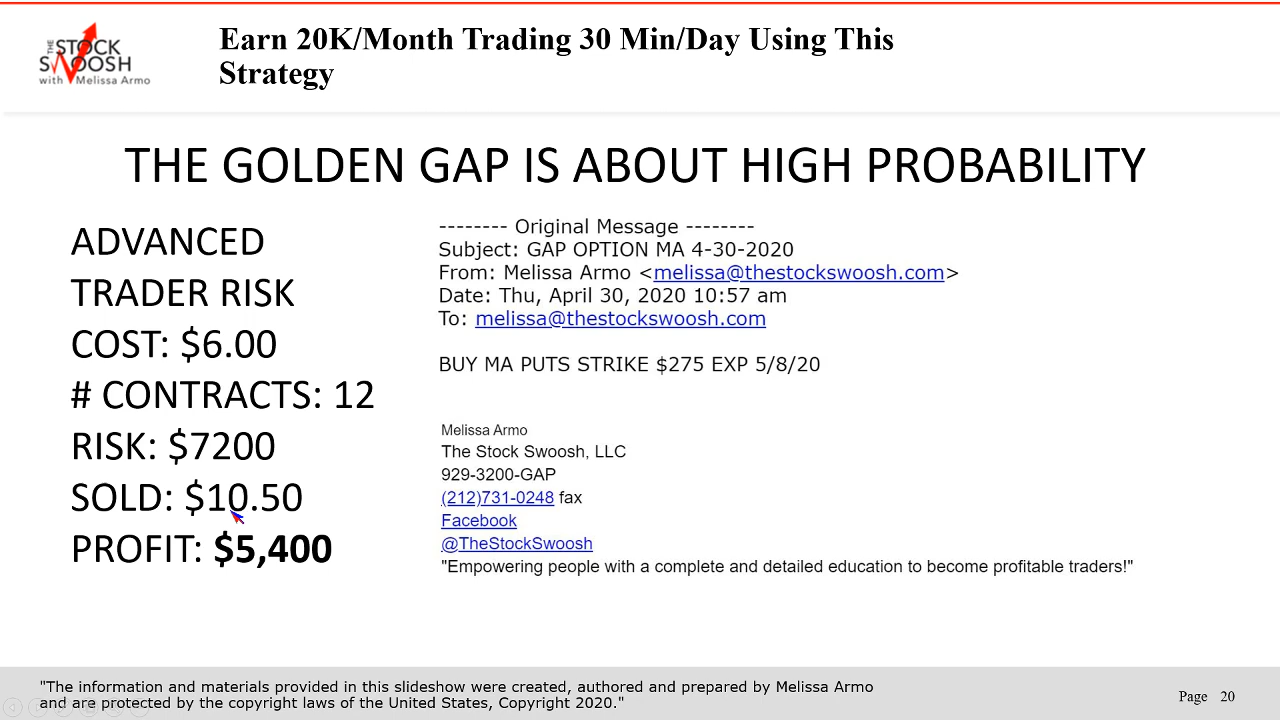 THE
STOCK
SWOOSH
with Melissa Armo
Earn 20K/Month Trading 30 Min/Day Using This
Strategy
THE GOLDEN GAP IS ABOUT HIGH PROBABILITY
ADVANCED
TRADER RISK
COST: $6.00
# CONTRACTS: 12
RISK: $7200
SOLD: $10.50
PROFIT: $5,400
-------- Original Message --------
Subject: GAP OPTION MA 4-30-2020
From: Melissa Armo <melissa@thestockswoosh.com>
Date: Thu, April 30, 2020 10:57 am
To: melissa@thestockswoosh.com
BUY MA PUTS STRIKE $275 EXP 5/8/20
Melissa Armo
The Stock Swoosh, LLC
929-3200-GAP
(212)731-0248 fax
Facebook
@TheStockSwoosh
"Empowering people with a complete and detailed education to become profitable traders!"
"The information and materials provided in this slideshow were created, authored and prepared by Melissa Armo
and are protected by the copyright laws of the United States, Copyright 2020."
Page 20